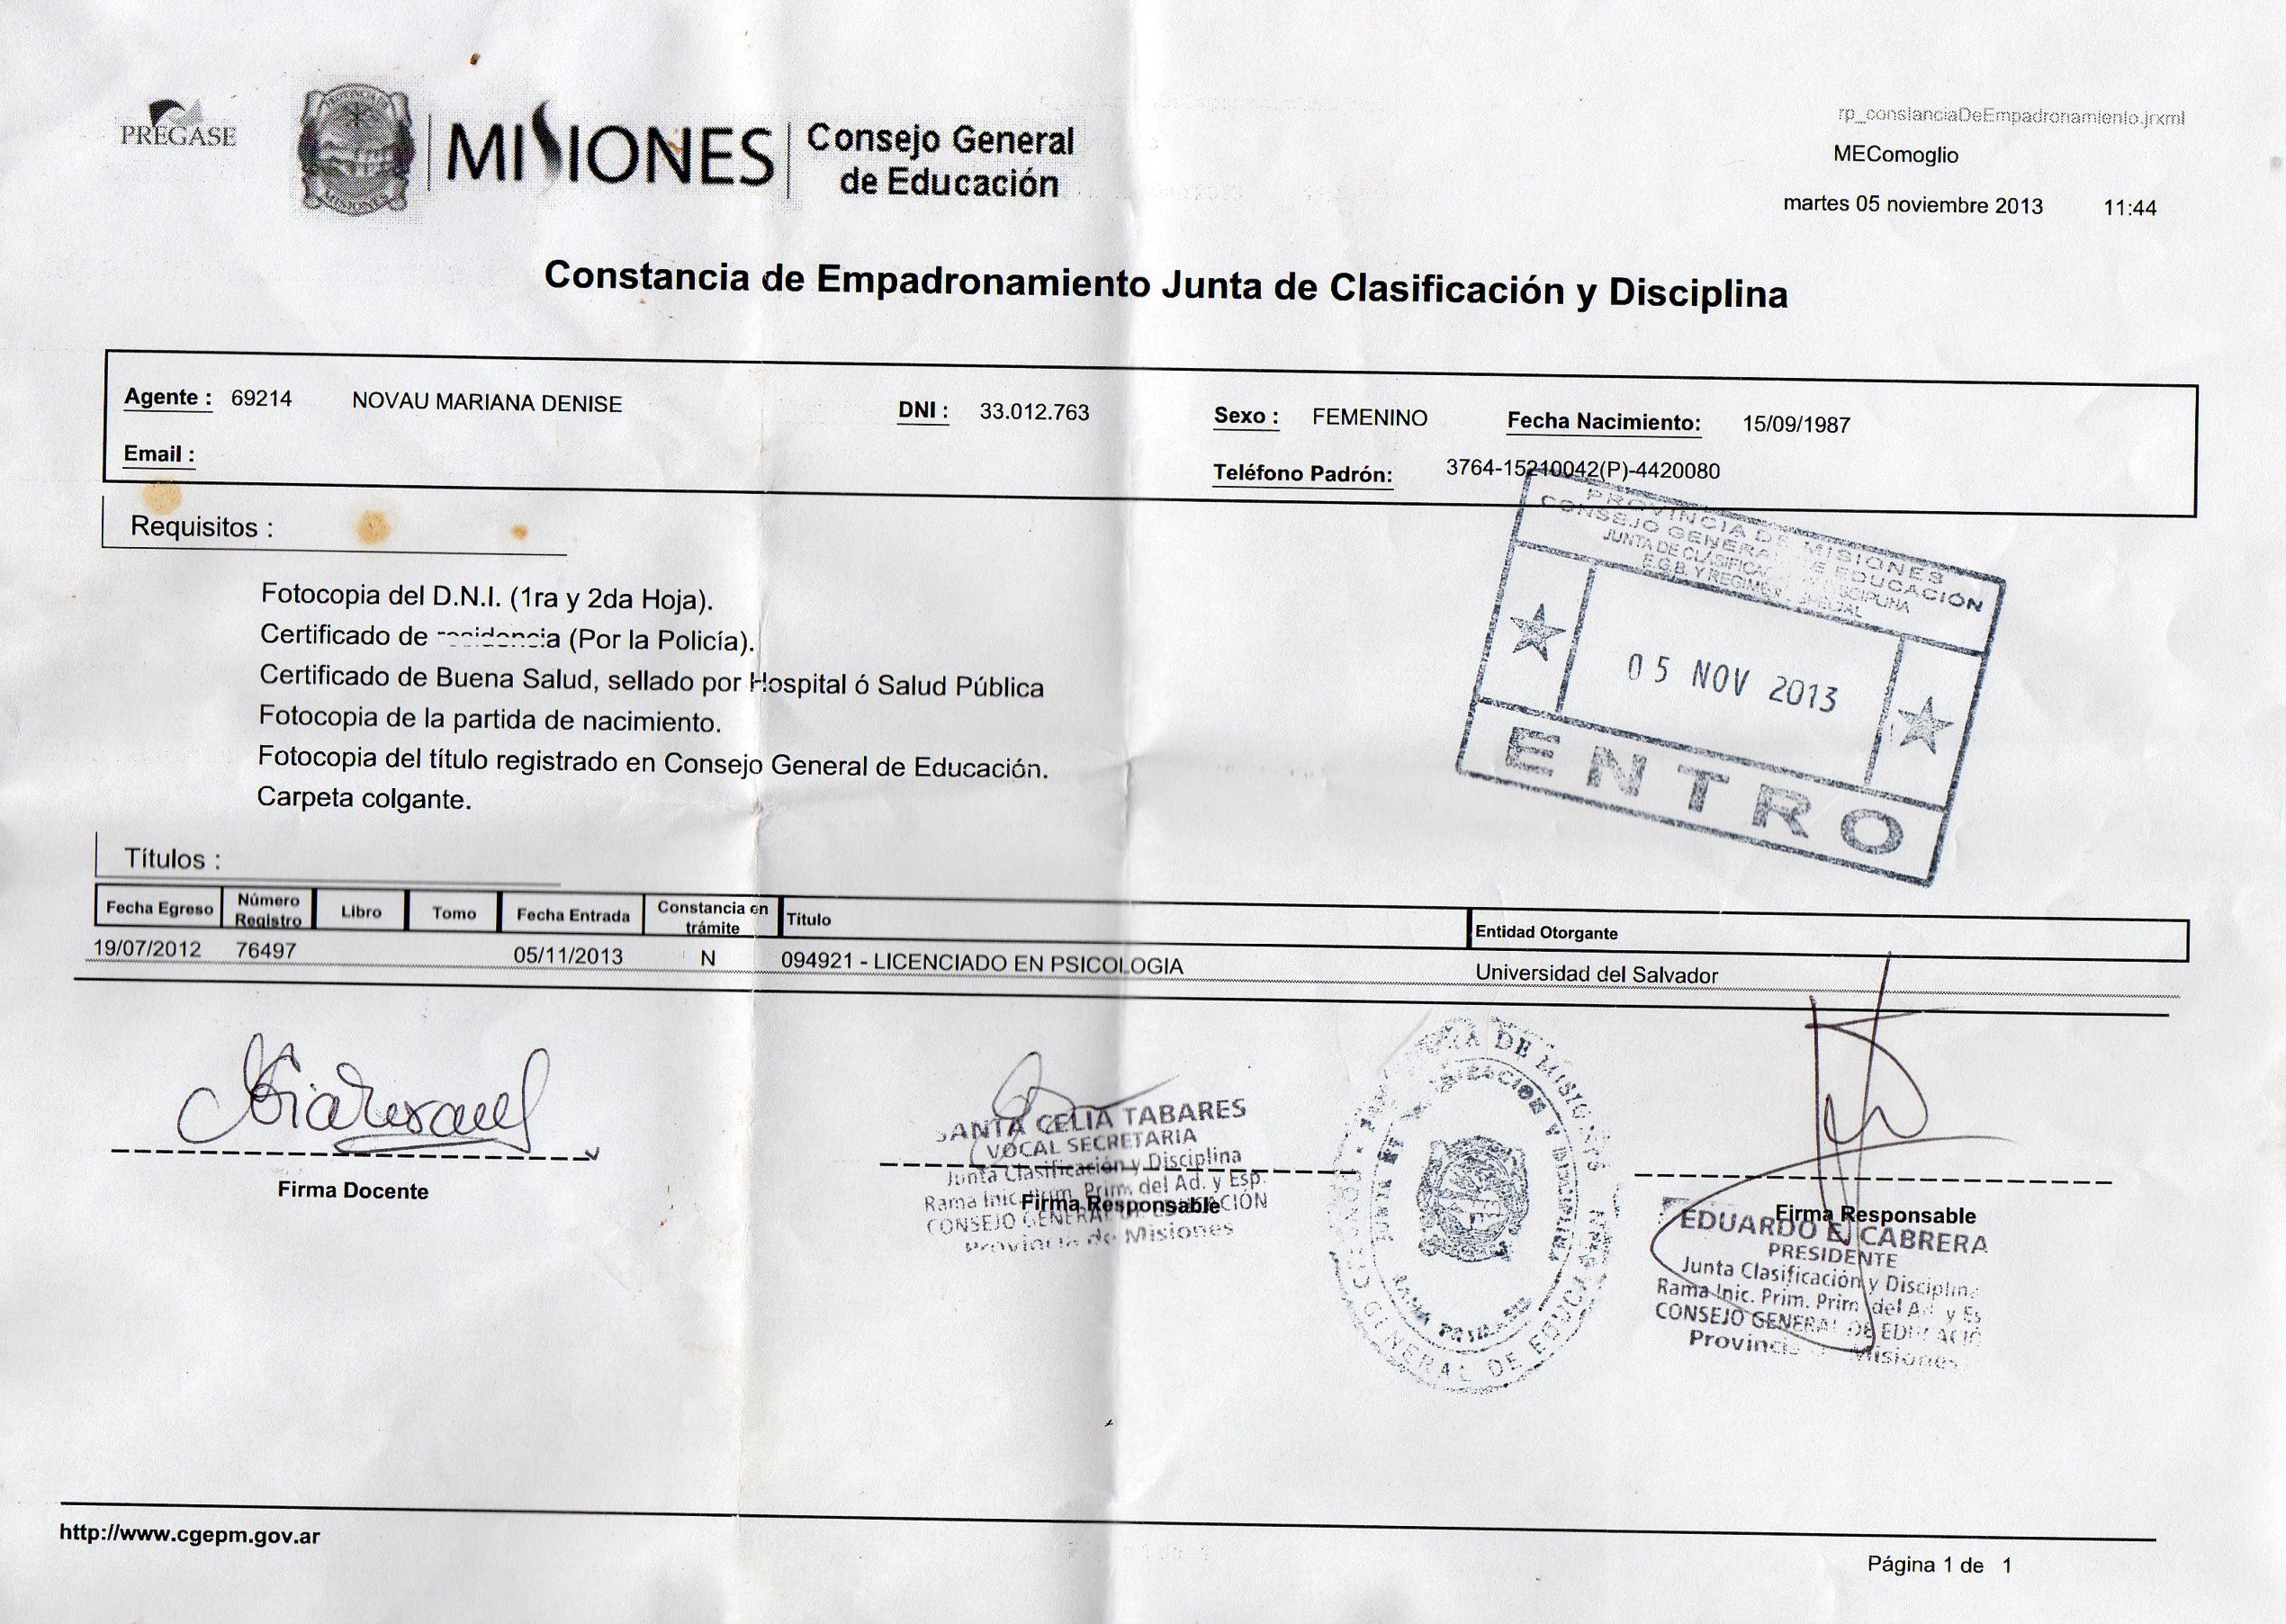 PREGASE
MISIONES
Consejo General
de Educación
rp_constanciaDeEmpadronamiento.jrxml
MEComoglio
martes 05 noviembre 2013 11:44
Constancia de Empadronamiento Junta de Clasificación y Disciplina
Agente : 69214 NOVAU MARIANA DENISE DNI : 33.012.763 Sexo : FEMENINO Fecha Nacimiento: 15/09/1987
Email : Teléfono Padrón: 3764-15210042(P)-4420080
Requisitos :
PROVINCIA DE MISIONES
CONSEJO GENERAL DE EDUCACIÓN
JUNTA DE CLASIFICACIÓN Y DISCIPLINA
E.G.B. Y REGIMEN ESPECIAL
05 NOV 2013
ENTRO
Fotocopia del D.N.I. (1ra y 2da Hoja).
Certificado de residencia (Por la Policía).
Certificado de Buena Salud, sellado por Hospital ó Salud Pública
Fotocopia de la partida de nacimiento.
Fotocopia del título registrado en Consejo General de Educación.
Carpeta colgante.
Títulos :
Fecha Egreso Número Registro Libro Tomo Fecha Entrada Constancia en trámite Título Entidad Otorgante
19/07/2012 76497 05/11/2013 N 094921 - LICENCIADO EN PSICOLOGIA Universidad del Salvador
Firma Docente
SANTA CELIA TABARES
VOCAL SECRETARIA
Junta Clasificación y Disciplina
Rama Inic. Prim. Prim. del Ad. y Esp.
Firma Responsable
CONSEJO GENERAL DE EDUCACIÓN
Provincia de Misiones
CONSEJO GENERAL DE EDUCACION
JUNTA DE CLASIFICACION Y DISCIPLINA
RAMA PRIMARIA
Firma Responsable
EDUARDO E. CABRERA
PRESIDENTE
Junta Clasificación y Disciplina
Rama Inic. Prim. Prim. del Ad. y Es
CONSEJO GENERAL DE EDUCACIÓ
Provincia de Misiones
http://www.cgepm.gov.ar
Página 1 de 1